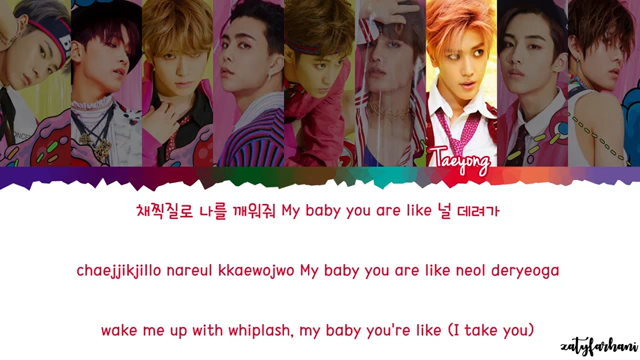 Taeyong
채찍질로 나를 깨워줘 My baby you are like 널 데려가
chaejjikjillo nareul kkaewojwo My baby you are like neol deryeoga
wake me up with whiplash, my baby you're like (I take you)
zatyfarhani